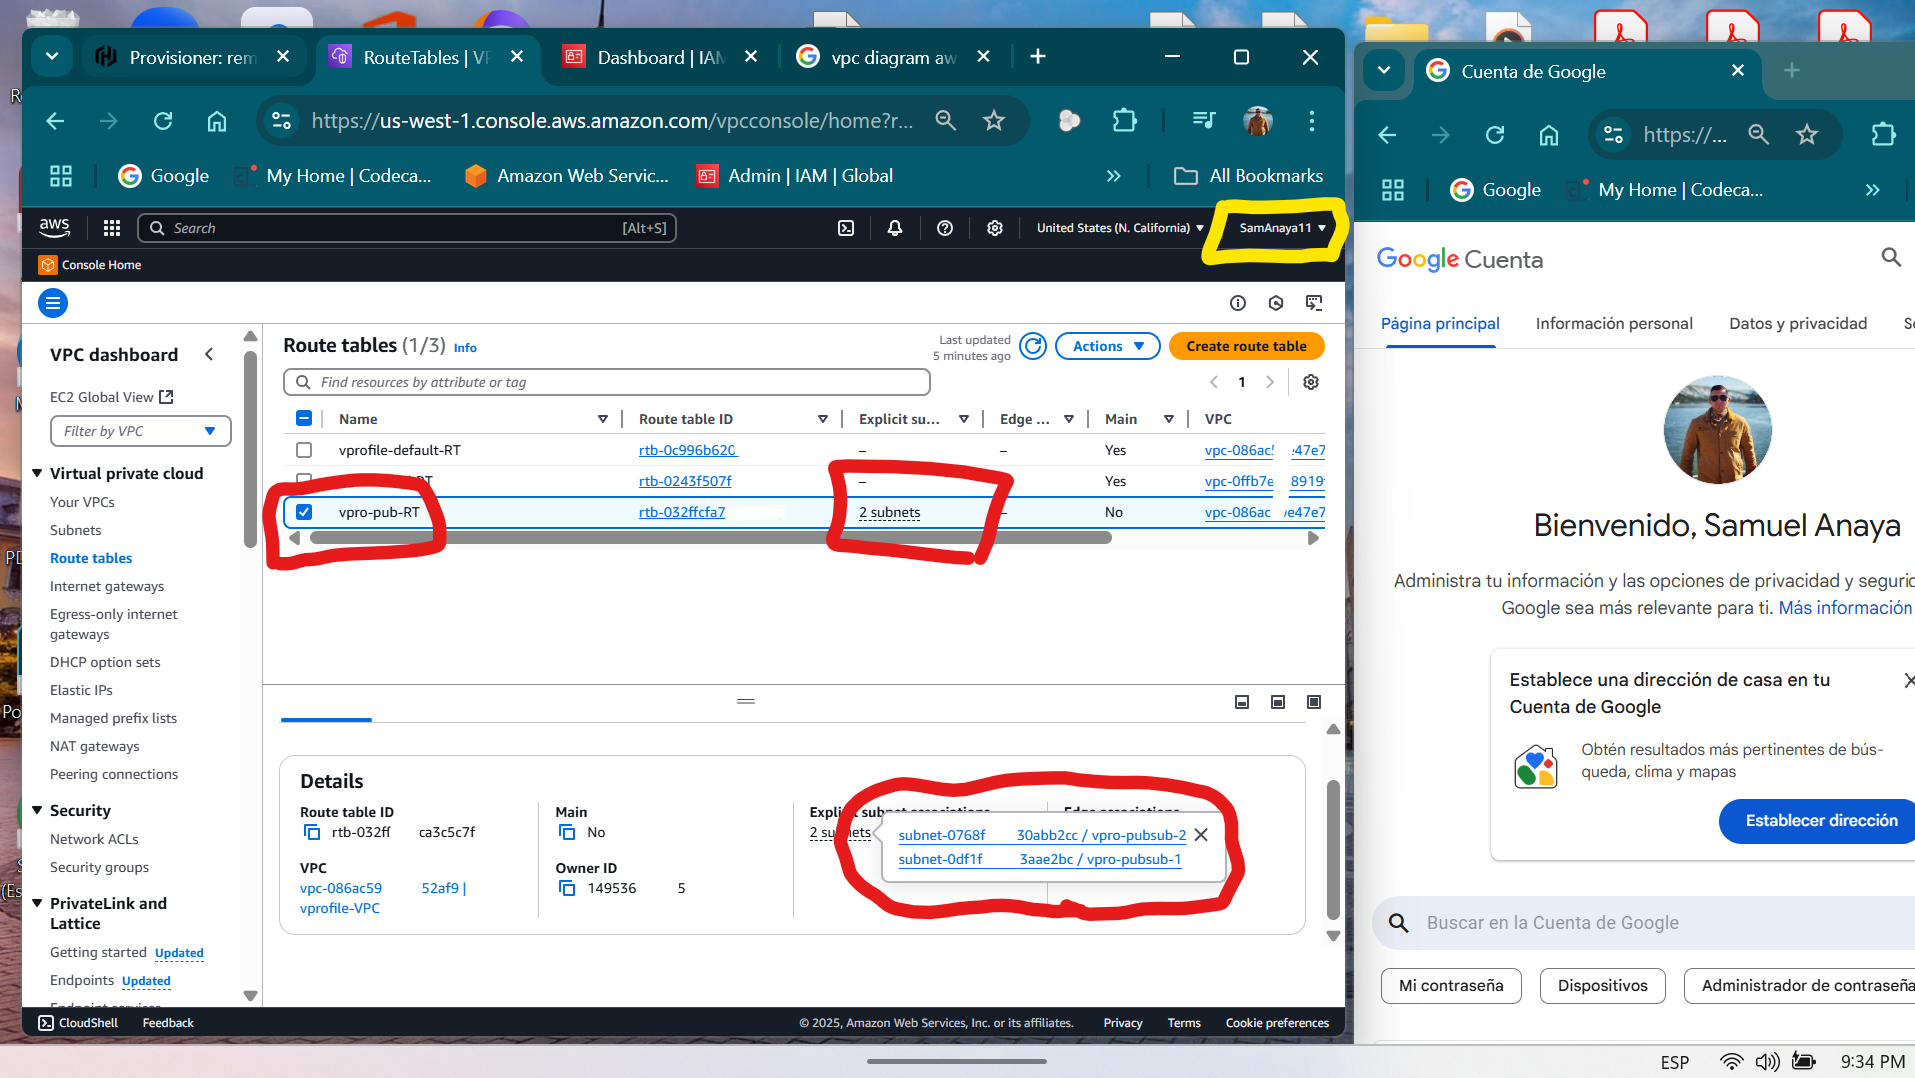 Provisioner: rem
RouteTables | VP
Dashboard | IAM
vpc diagram aw
https://us-west-1.console.aws.amazon.com/vpcconsole/home?r...
Google
My Home | Codeca...
Amazon Web Servic...
Admin | IAM | Global
All Bookmarks
aws
Search
[Alt+S]
United States (N. California)
SamAnaya11
Console Home
VPC dashboard
EC2 Global View
Filter by VPC
Virtual private cloud
Your VPCs
Subnets
Route tables
Internet gateways
Egress-only internet
gateways
DHCP option sets
Elastic IPs
Managed prefix lists
NAT gateways
Peering connections
Security
Network ACLs
Security groups
PrivateLink and
Lattice
Getting started Updated
Endpoints Updated
Route tables (1/3) Info
Last updated
5 minutes ago
Actions
Create route table
Find resources by attribute or tag
1
Name Route table ID Explicit su... Edge ... Main VPC
vprofile-default-RT rtb-0c996b620 – – Yes vpc-086ac5 e47e7
rtb-0243f507f – Yes vpc-0ffb7e 8919
vpro-pub-RT rtb-032ffcfa7 2 subnets – No vpc-086ac e47e7
Details
Route table ID
rtb-032ff ca3c5c7f
Main
No
Explicit subnet associations
2 subnets
Edge associations
subnet-0768f 30abb2cc / vpro-pubsub-2
subnet-0df1f 3aae2bc / vpro-pubsub-1
VPC
vpc-086ac59 52af9 |
vprofile-VPC
Owner ID
149536 5
CloudShell
Feedback
© 2025, Amazon Web Services, Inc. or its affiliates.
Privacy
Terms
Cookie preferences
Cuenta de Google
https://...
Google
My Home | Codeca...
Google Cuenta
Página principal
Información personal
Datos y privacidad
Bienvenido, Samuel Anaya
Administra tu información y las opciones de privacidad y segurid
Google sea más relevante para ti. Más información
Establece una dirección de casa en tu
Cuenta de Google
Obtén resultados más pertinentes de bús-
queda, clima y mapas
Establecer dirección
Buscar en la Cuenta de Google
Mi contraseña
Dispositivos
Administrador de contraseña
ESP
9:34 PM